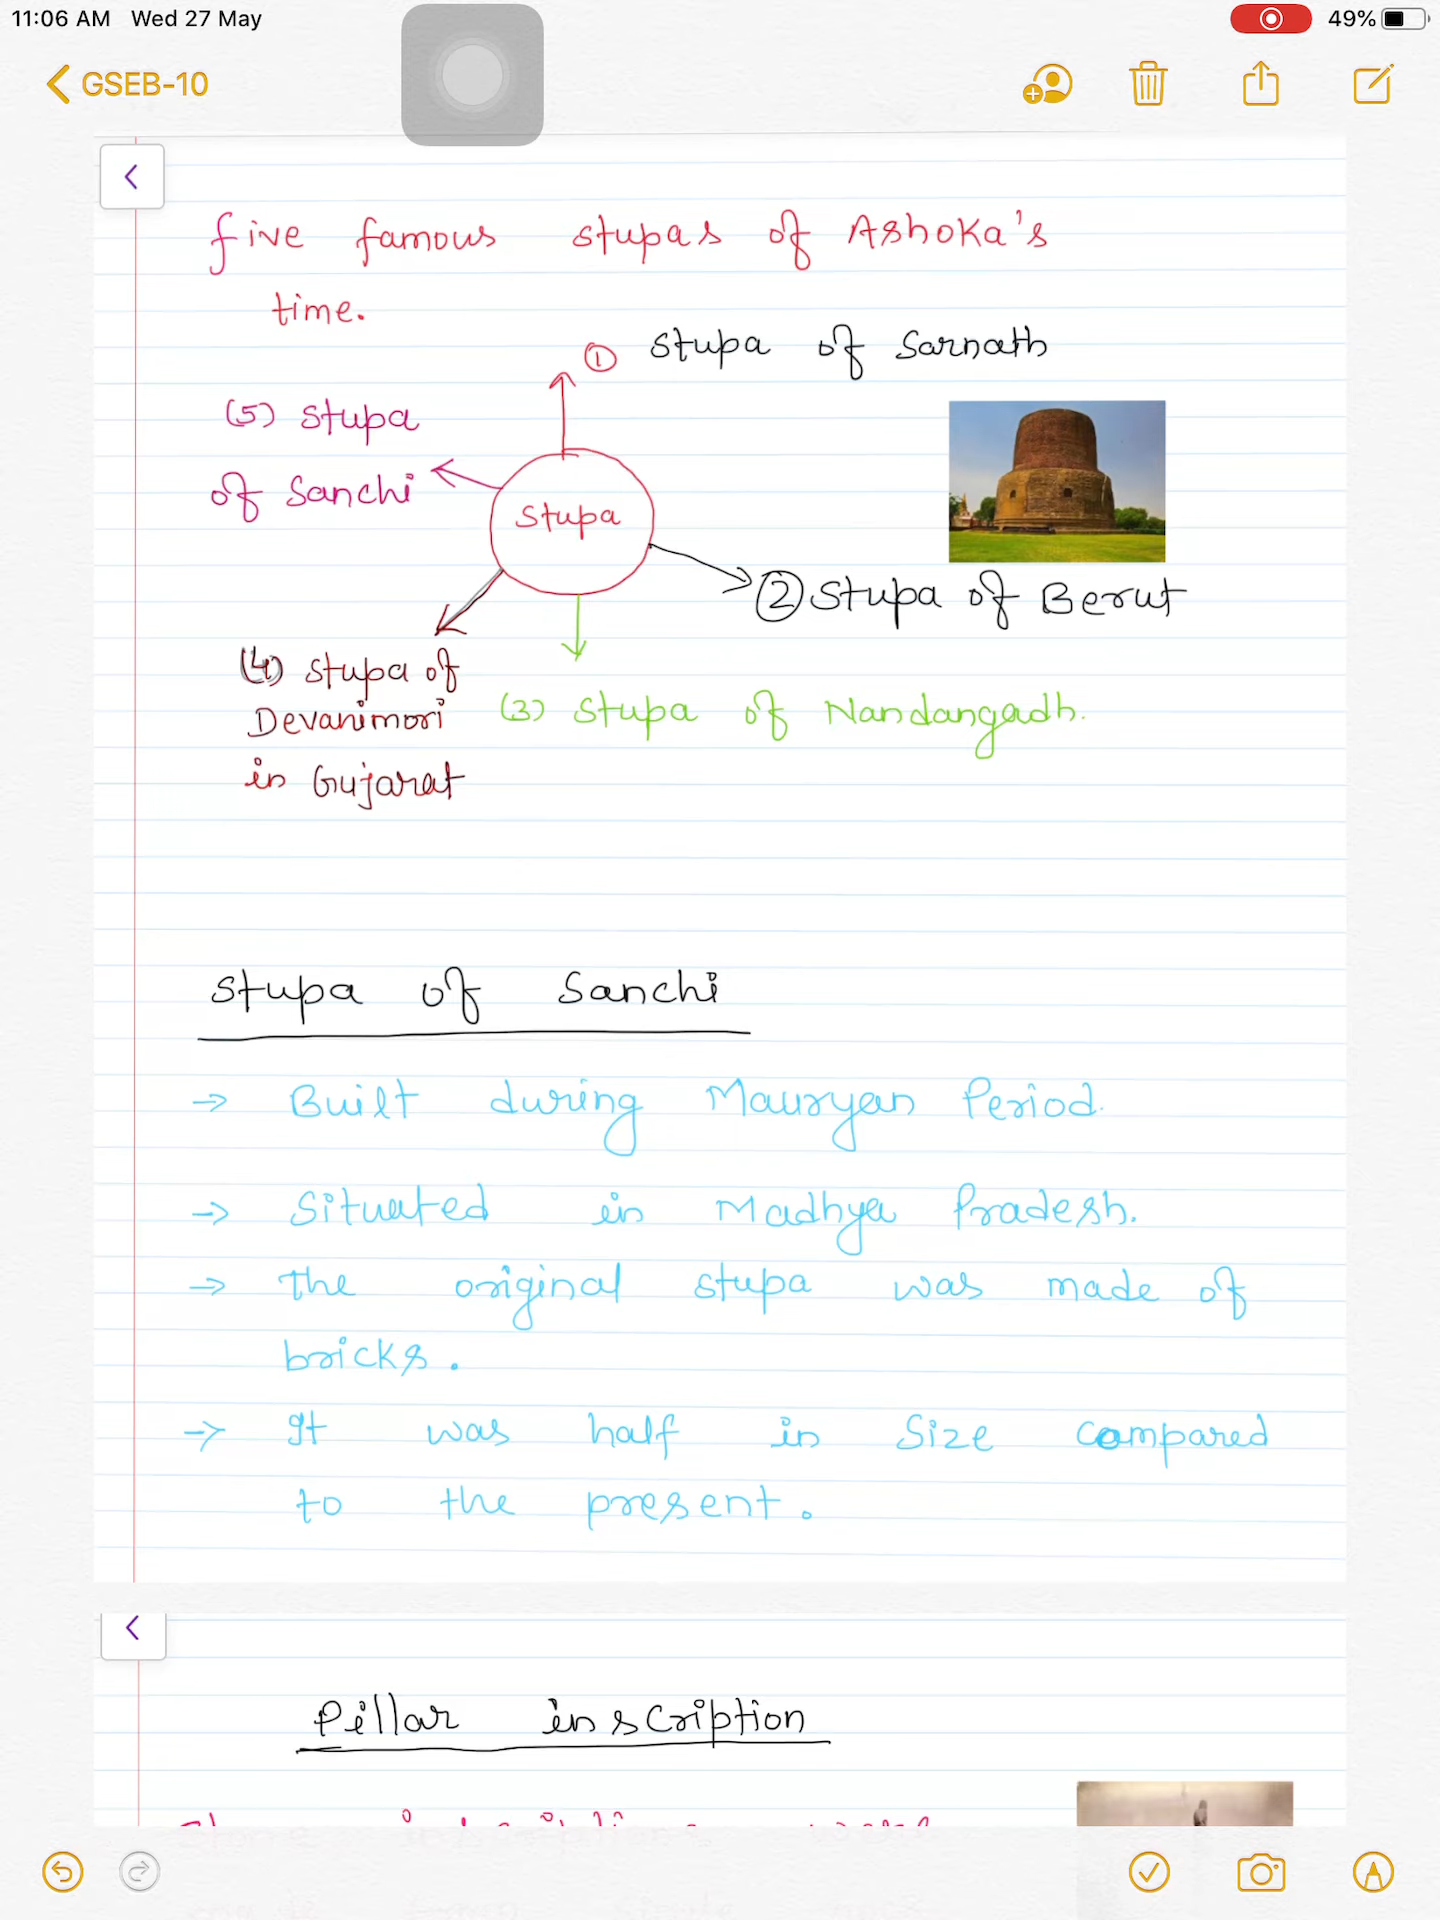 11:06 AM Wed 27 May
49%
GSEB-10
five famous stupas of Ashoka's
time.
① Stupa of Sarnath
(5) Stupa
of Sanchi
Stupa
② Stupa of Berut
(4) Stupa of
Devanimori
in Gujarat
(3) Stupa of Nandangadh.
Stupa of Sanchi
→ Built during Mauryan Period.
→ Situated in Madhya Pradesh.
→ The original stupa was made of
bricks.
→ It was half in Size compared
to the present.
Pillar inscription